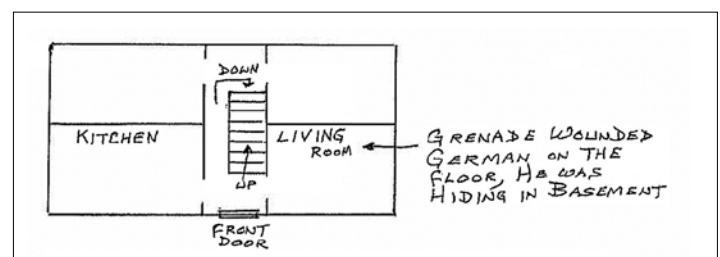 DOWN
KITCHEN
LIVING
ROOM
UP
FRONT
DOOR
GRENADE WOUNDED
GERMAN ON THE
FLOOR, HE WAS
HIDING IN BASEMENT